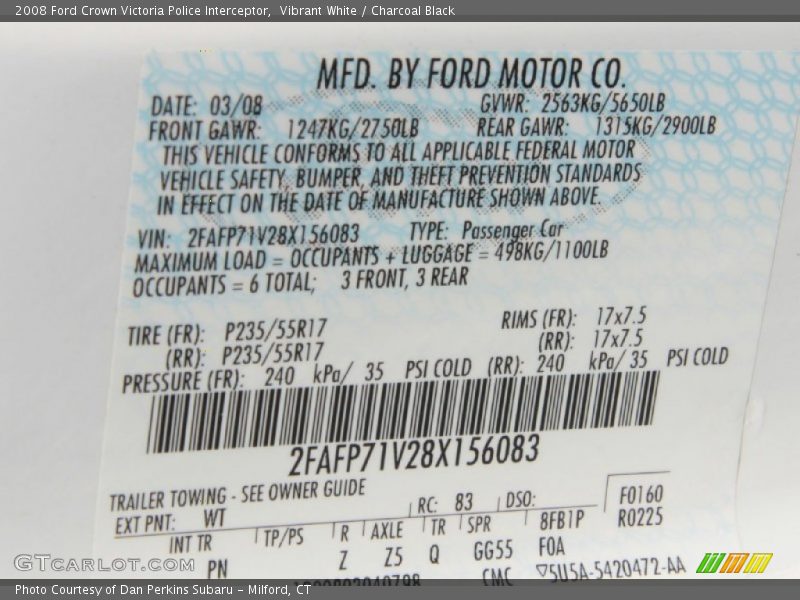 2008 Ford Crown Victoria Police Interceptor,  Vibrant White / Charcoal Black
MFD. BY FORD MOTOR CO.
DATE: 03/08 GVWR: 2563KG/5650LB
FRONT GAWR: 1247KG/2750LB REAR GAWR: 1315KG/2900LB
THIS VEHICLE CONFORMS TO ALL APPLICABLE FEDERAL MOTOR
VEHICLE SAFETY, BUMPER, AND THEFT PREVENTION STANDARDS
IN EFFECT ON THE DATE OF MANUFACTURE SHOWN ABOVE.
VIN: 2FAFP71V28X156083 TYPE: Passenger Car
MAXIMUM LOAD = OCCUPANTS + LUGGAGE = 498KG/1100LB
OCCUPANTS = 6 TOTAL; 3 FRONT, 3 REAR
TIRE (FR): P235/55R17 RIMS (FR): 17x7.5
(RR): P235/55R17 (RR): 17x7.5
PRESSURE (FR): 240 kPa/ 35 PSI COLD (RR): 240 kPa/ 35 PSI COLD
2FAFP71V28X156083
TRAILER TOWING - SEE OWNER GUIDE
EXT PNT: WT RC: 83 DSO: F0160
INT TR TP/PS R AXLE TR SPR 8FB1P R0225
PN Z Z5 Q GG55 F0A
CMC ▽5U5A-5420472-AA
GTCARLOT.COM
Photo Courtesy of Dan Perkins Subaru - Milford, CT